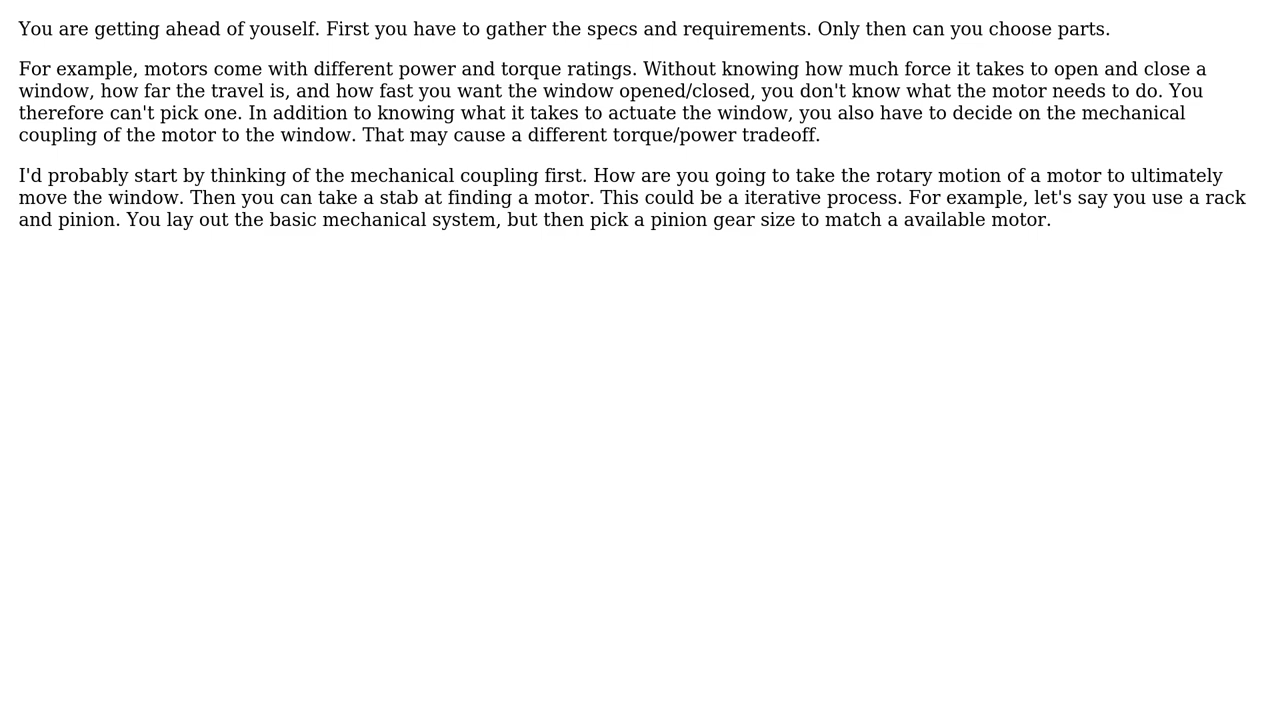 You are getting ahead of youself. First you have to gather the specs and requirements. Only then can you choose parts.
For example, motors come with different power and torque ratings. Without knowing how much force it takes to open and close a
window, how far the travel is, and how fast you want the window opened/closed, you don't know what the motor needs to do. You
therefore can't pick one. In addition to knowing what it takes to actuate the window, you also have to decide on the mechanical
coupling of the motor to the window. That may cause a different torque/power tradeoff.
I'd probably start by thinking of the mechanical coupling first. How are you going to take the rotary motion of a motor to ultimately
move the window. Then you can take a stab at finding a motor. This could be a iterative process. For example, let's say you use a rack
and pinion. You lay out the basic mechanical system, but then pick a pinion gear size to match a available motor.